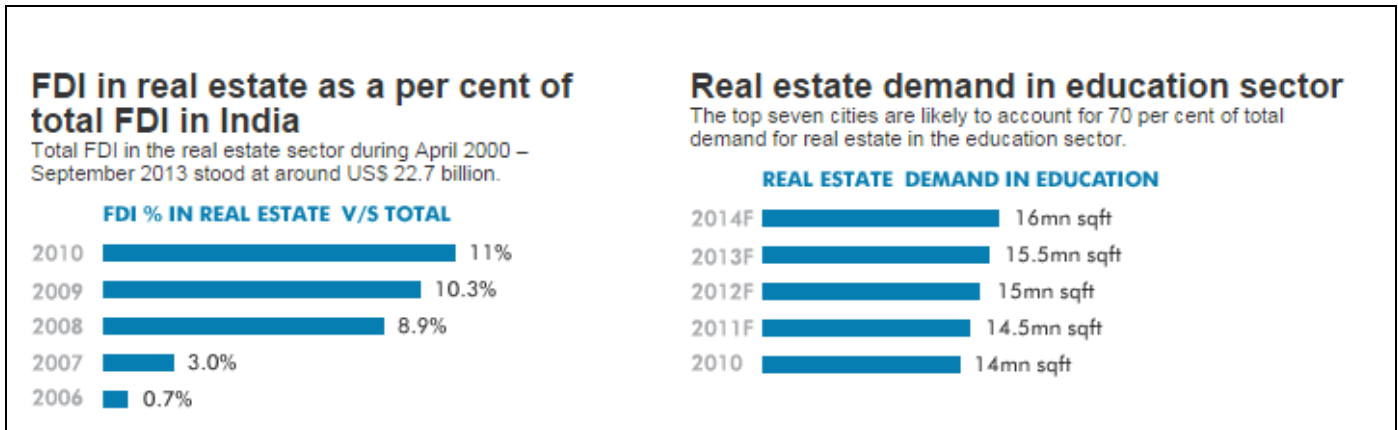 FDI in real estate as a per cent of
total FDI in India
Total FDI in the real estate sector during April 2000 –
September 2013 stood at around US$ 22.7 billion.
FDI % IN REAL ESTATE V/S TOTAL
2010 11%
2009 10.3%
2008 8.9%
2007 3.0%
2006 0.7%
Real estate demand in education sector
The top seven cities are likely to account for 70 per cent of total
demand for real estate in the education sector.
REAL ESTATE DEMAND IN EDUCATION
2014F 16mn sqft
2013F 15.5mn sqft
2012F 15mn sqft
2011F 14.5mn sqft
2010 14mn sqft